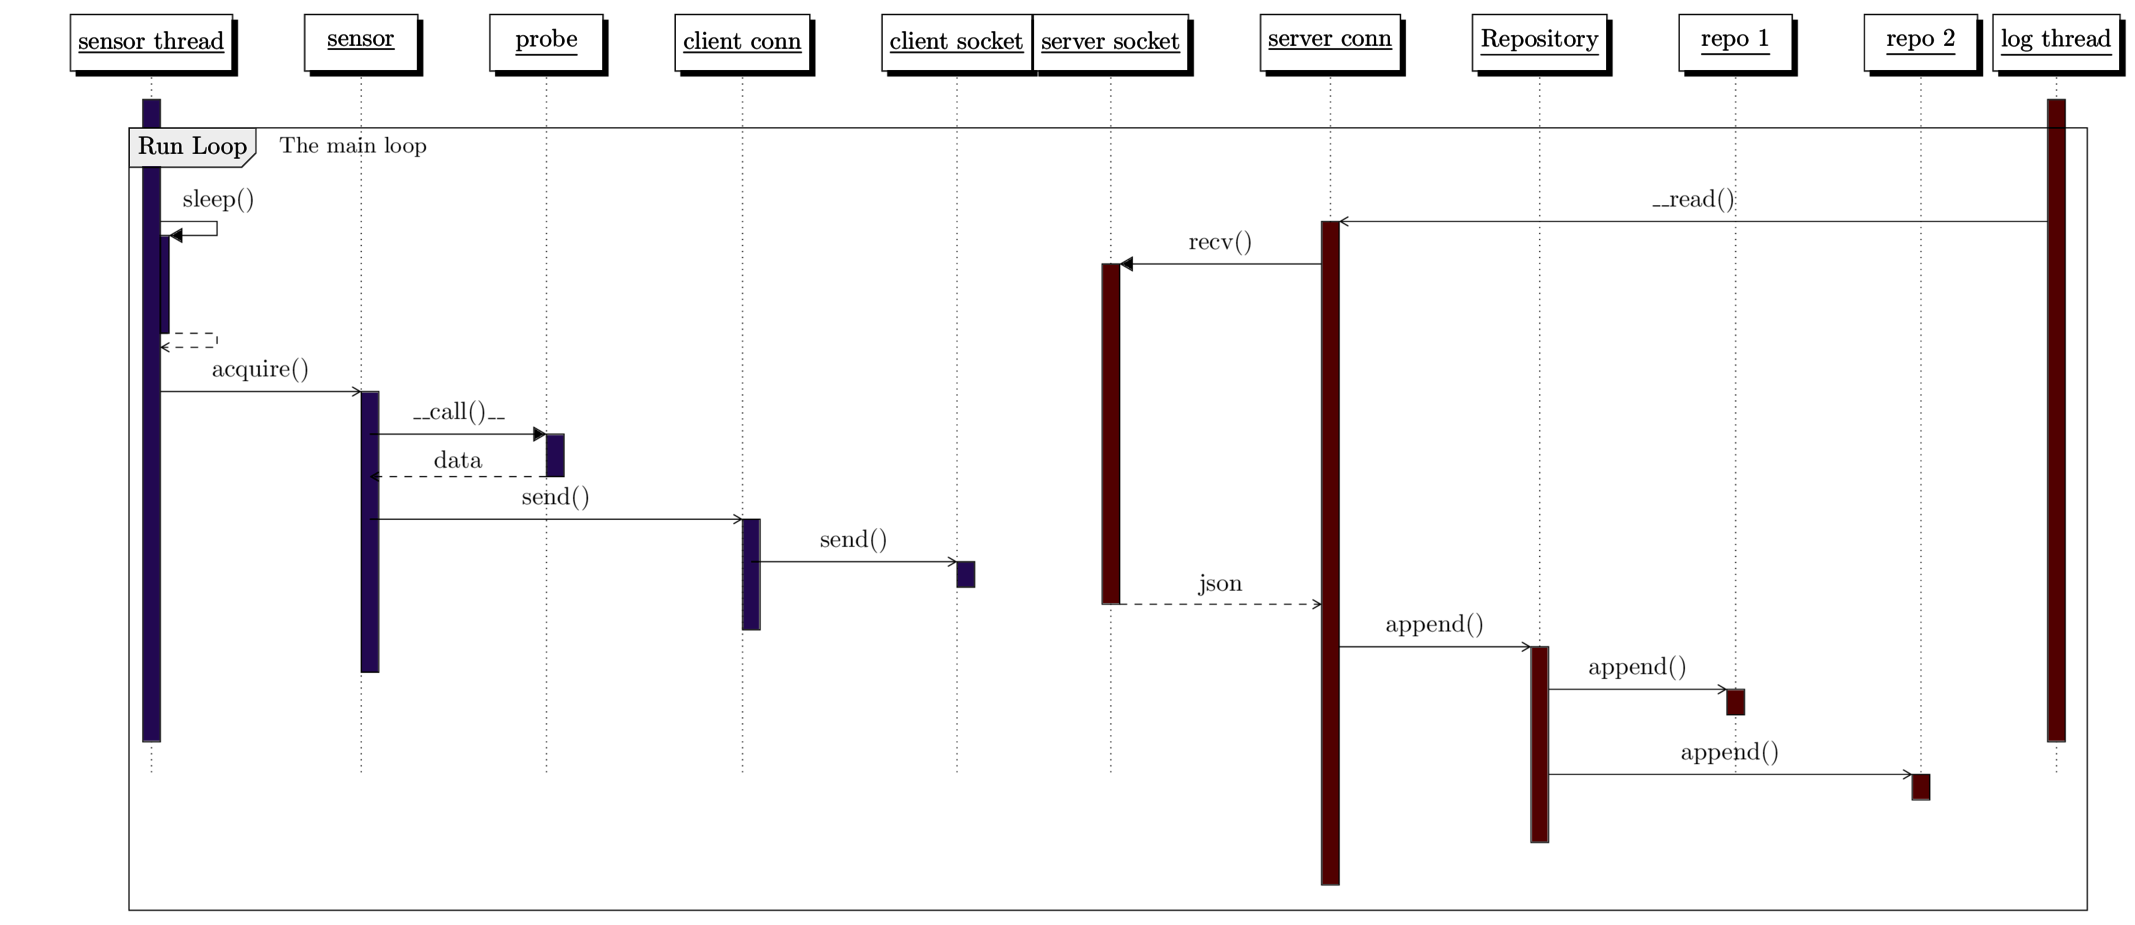 sensor thread
sensor
probe
client conn
client socket
server socket
server conn
Repository
repo 1
repo 2
log thread
Run Loop
The main loop
sleep()
__read()
recv()
acquire()
__call()__
data
send()
send()
json
append()
append()
append()